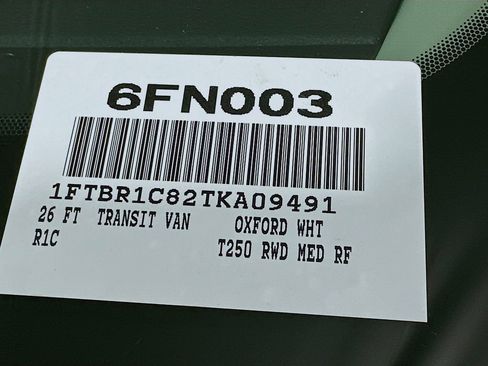 6FN003
1FTBR1C82TKA09491
26 FT TRANSIT VAN OXFORD WHT
R1C T250 RWD MED RF